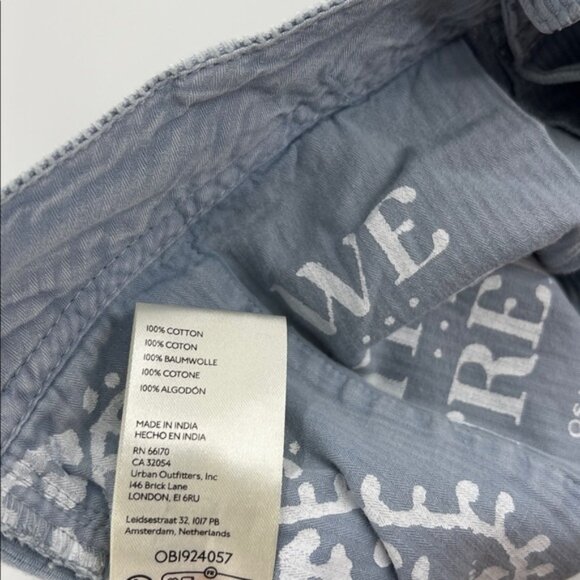 WE
RE
100% COTTON
100% COTON
100% BAUMWOLLE
100% COTONE
100% ALGODÓN
MADE IN INDIA
HECHO EN INDIA
RN 66170
CA 32054
Urban Outfitters, Inc
146 Brick Lane
LONDON, E1 6RU
Leidsestraat 32, 1017 PB
Amsterdam, Netherlands
OB1924057